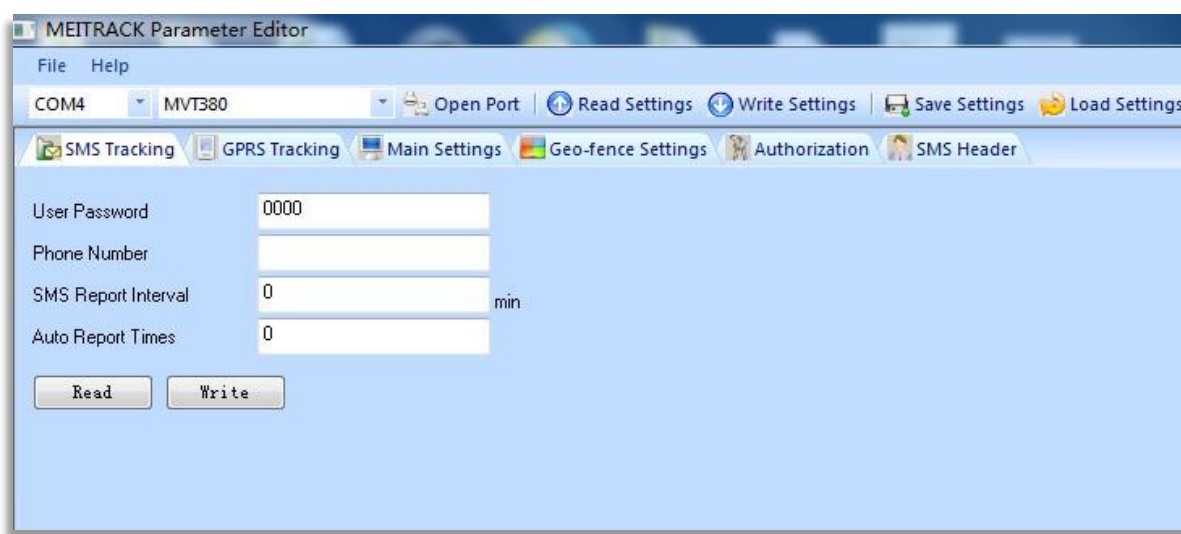 MEITRACK Parameter Editor
File Help
COM4 MVT380 Open Port Read Settings Write Settings Save Settings Load Settings
SMS Tracking GPRS Tracking Main Settings Geo-fence Settings Authorization SMS Header
User Password 0000
Phone Number
SMS Report Interval 0 min
Auto Report Times 0
Read Write